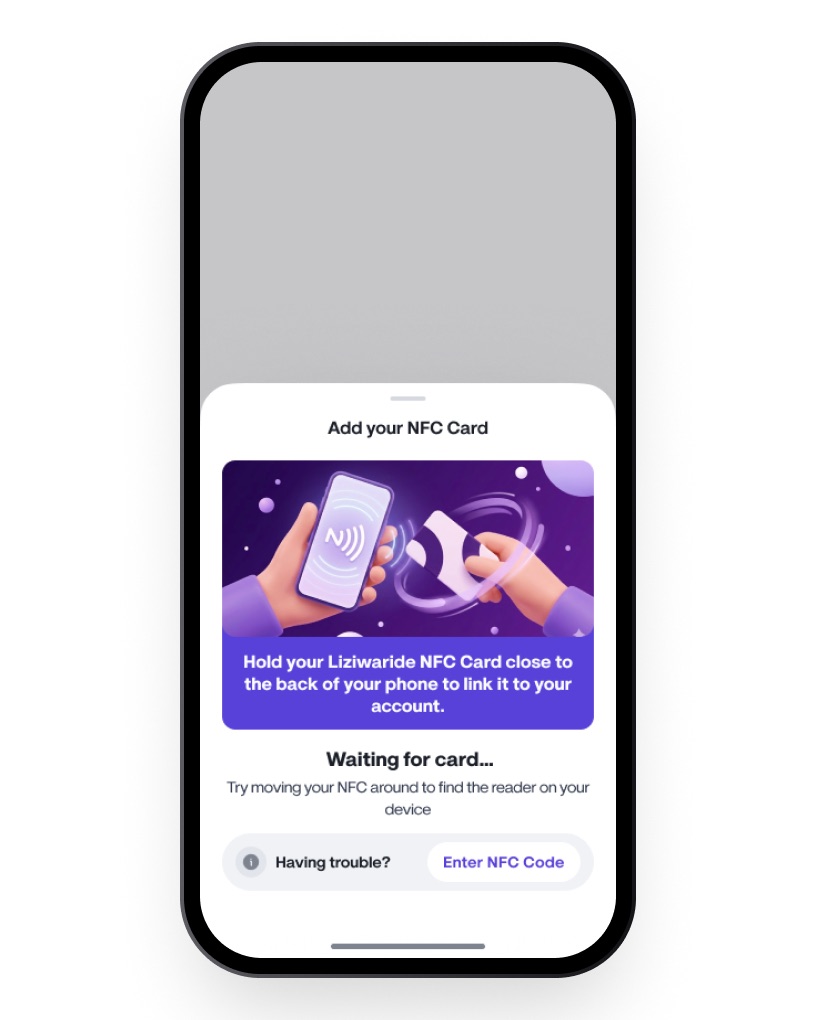 Add your NFC Card
Hold your Liziwaride NFC Card close to
the back of your phone to link it to your
account.
Waiting for card...
Try moving your NFC around to find the reader on your
device
Having trouble?
Enter NFC Code